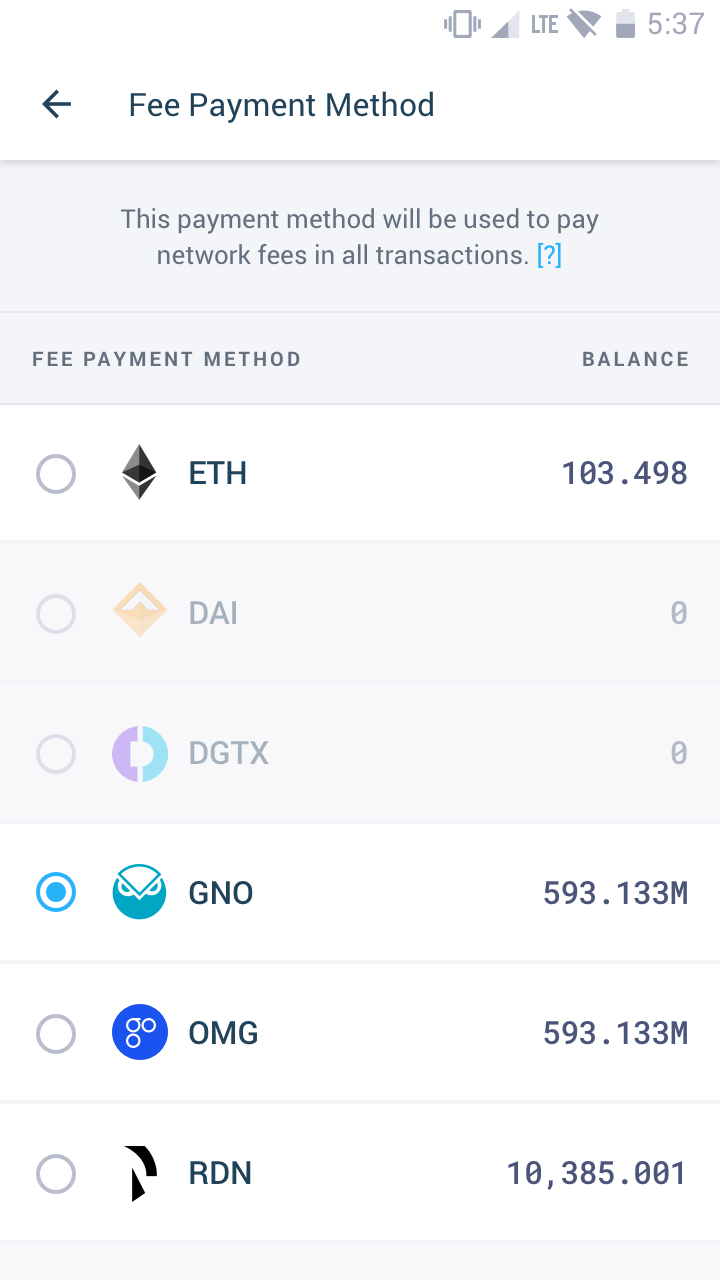 LTE 5:37
Fee Payment Method
This payment method will be used to pay
network fees in all transactions. [?]
FEE PAYMENT METHOD BALANCE
ETH 103.498
DAI 0
DGTX 0
GNO 593.133M
OMG 593.133M
RDN 10,385.001